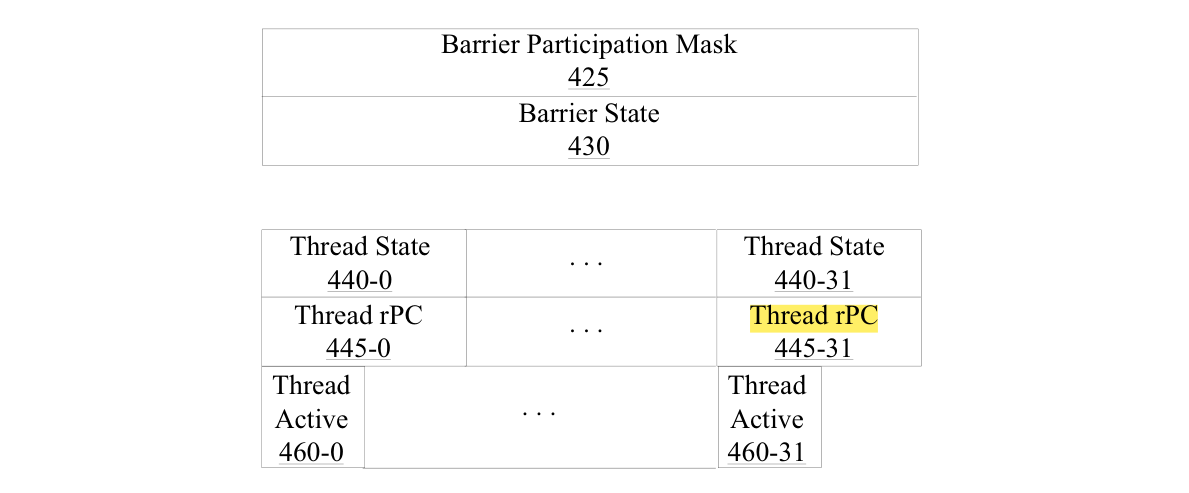 Barrier Participation Mask
425
Barrier State
430
Thread State
440-0
. . .
Thread State
440-31
Thread rPC
445-0
. . .
Thread rPC
445-31
Thread
Active
460-0
. . .
Thread
Active
460-31